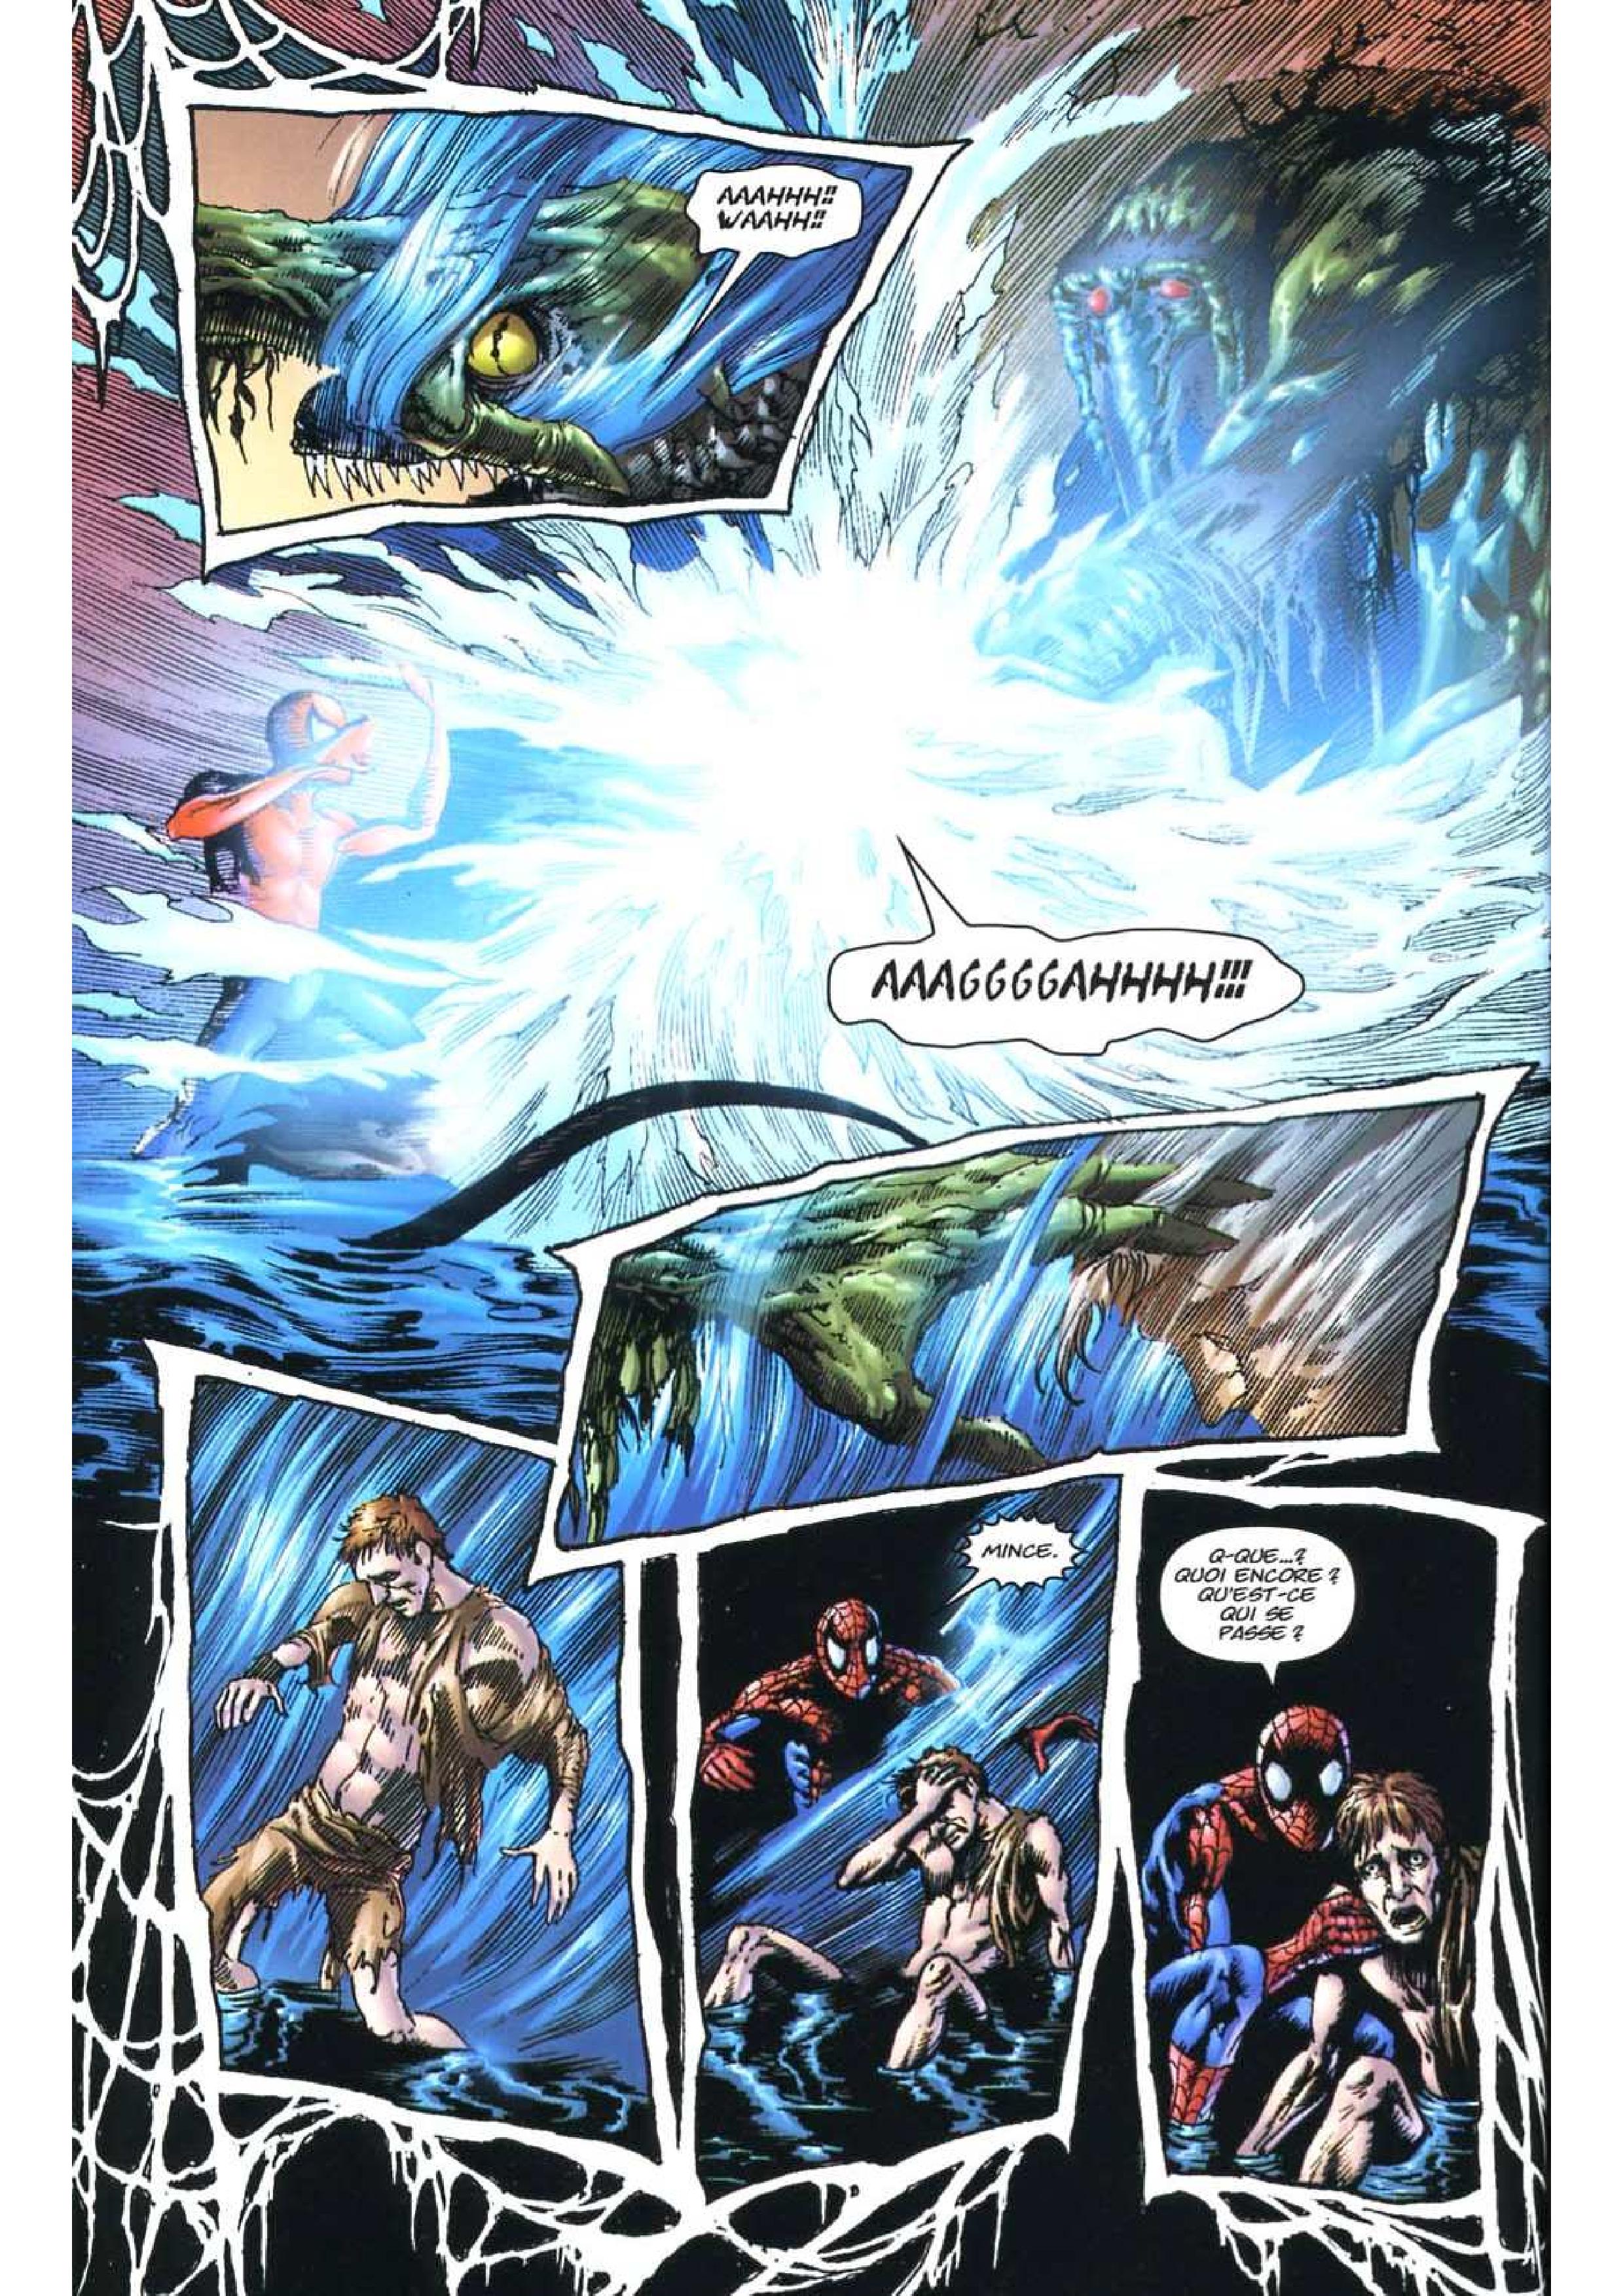 AAAHHH!!
WAAHH!!
AAAGGGGAHHHH!!!
MINCE.
Q-QUE...?
QUOI ENCORE ?
QU'EST-CE
QUI SE
PASSE ?